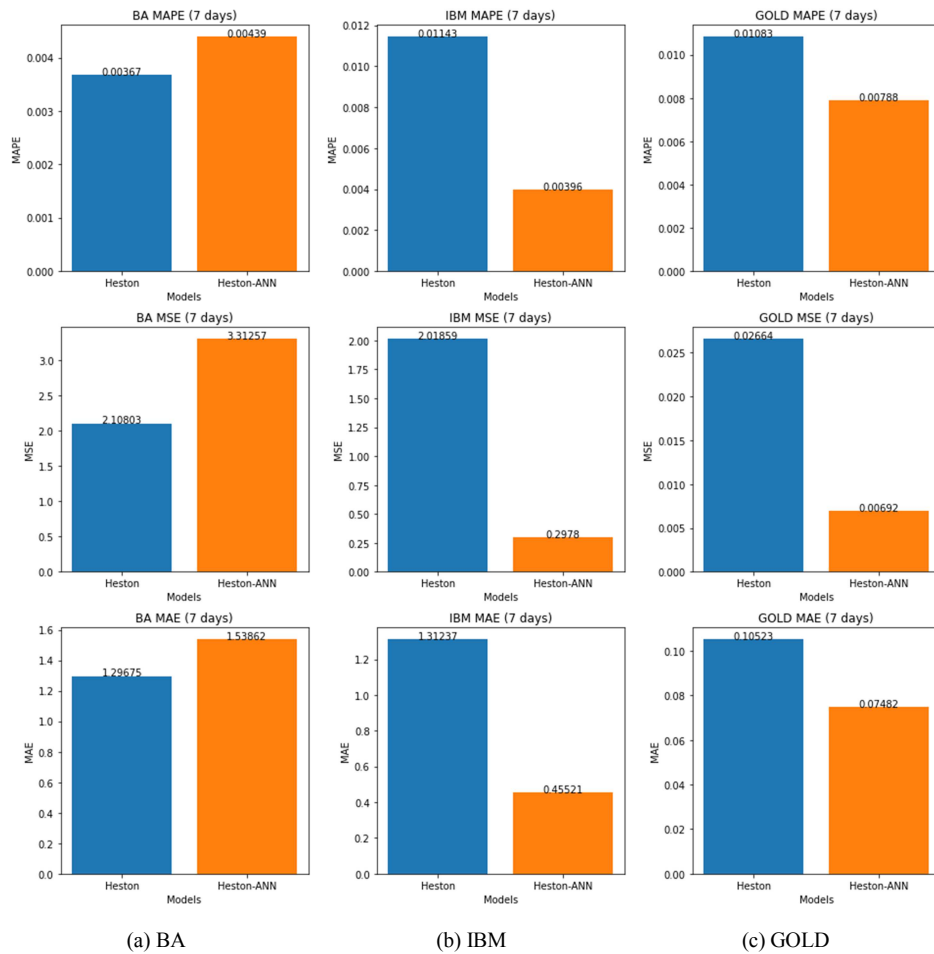 BA MAPE (7 days)
0.00367
0.00439
0.004
0.003
0.002
0.001
0.000
MAPE
Heston
Heston-ANN
Models
IBM MAPE (7 days)
0.01143
0.00396
0.012
0.010
0.008
0.006
0.004
0.002
0.000
MAPE
Heston
Heston-ANN
Models
GOLD MAPE (7 days)
0.01083
0.00788
0.010
0.008
0.006
0.004
0.002
0.000
MAPE
Heston
Heston-ANN
Models
BA MSE (7 days)
2.10803
3.31257
3.0
2.5
2.0
1.5
1.0
0.5
0.0
MSE
Heston
Heston-ANN
Models
IBM MSE (7 days)
2.01859
0.2978
2.00
1.75
1.50
1.25
1.00
0.75
0.50
0.25
0.00
MSE
Heston
Heston-ANN
Models
GOLD MSE (7 days)
0.02664
0.00692
0.025
0.020
0.015
0.010
0.005
0.000
MSE
Heston
Heston-ANN
Models
BA MAE (7 days)
1.29675
1.53862
1.6
1.4
1.2
1.0
0.8
0.6
0.4
0.2
0.0
MAE
Heston
Heston-ANN
Models
IBM MAE (7 days)
1.31237
0.45521
1.2
1.0
0.8
0.6
0.4
0.2
0.0
MAE
Heston
Heston-ANN
Models
GOLD MAE (7 days)
0.10523
0.07482
0.10
0.08
0.06
0.04
0.02
0.00
MAE
Heston
Heston-ANN
Models
(a) BA
(b) IBM
(c) GOLD